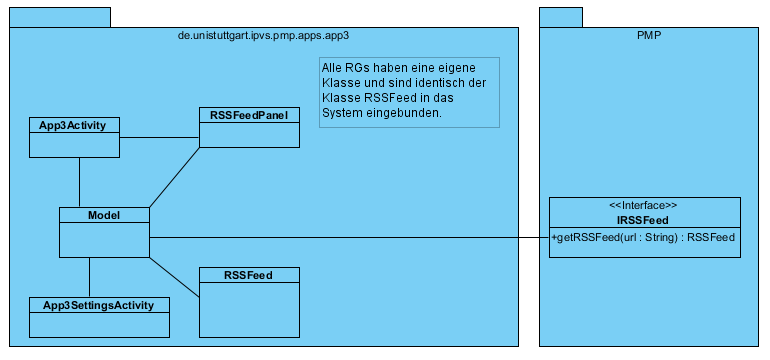 de.unistuttgart.ipvs.pmp.apps.app3
Alle RGs haben eine eigene
Klasse und sind identisch der
Klasse RSSFeed in das
System eingebunden.
App3Activity
RSSFeedPanel
Model
RSSFeed
App3SettingsActivity
PMP
<<Interface>>
IRSSFeed
+getRSSFeed(url : String) : RSSFeed